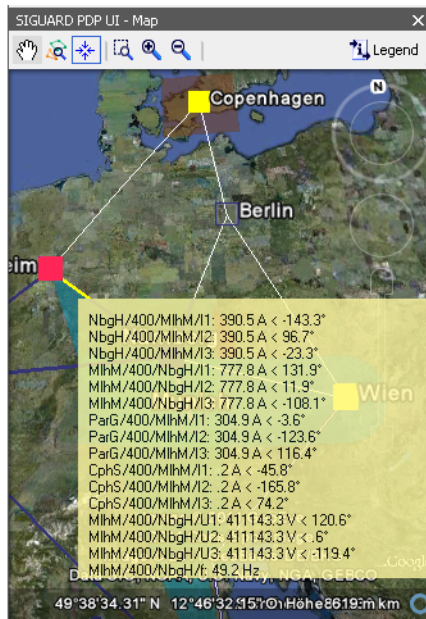 SIGUARD PDP UI - Map
Legend
N
Copenhagen
Berlin
eim
NbgH/400/MlhM/I1: 390.5 A < -143.3°
NbgH/400/MlhM/I2: 390.5 A < 96.7°
NbgH/400/MlhM/I3: 390.5 A < -23.3°
MlhM/400/NbgH/I1: 777.8 A < 131.9°
MlhM/400/NbgH/I2: 777.8 A < 11.9°
MlhM/400/NbgH/I3: 777.8 A < -108.1°
ParG/400/MlhM/I1: 304.9 A < -3.6°
ParG/400/MlhM/I2: 304.9 A < -123.6°
ParG/400/MlhM/I3: 304.9 A < 116.4°
CphS/400/MlhM/I1: .2 A < -45.8°
CphS/400/MlhM/I2: .2 A < -165.8°
CphS/400/MlhM/I3: .2 A < 74.2°
MlhM/400/NbgH/U1: 411143.3 V < 120.6°
MlhM/400/NbgH/U2: 411143.3 V < .6°
MlhM/400/NbgH/U3: 411143.3 V < -119.4°
MlhM/400/NbgH/f: 49.2 Hz
Wien
GEBCO
49°38'34.31" N 12°46'32.
Höhe
km